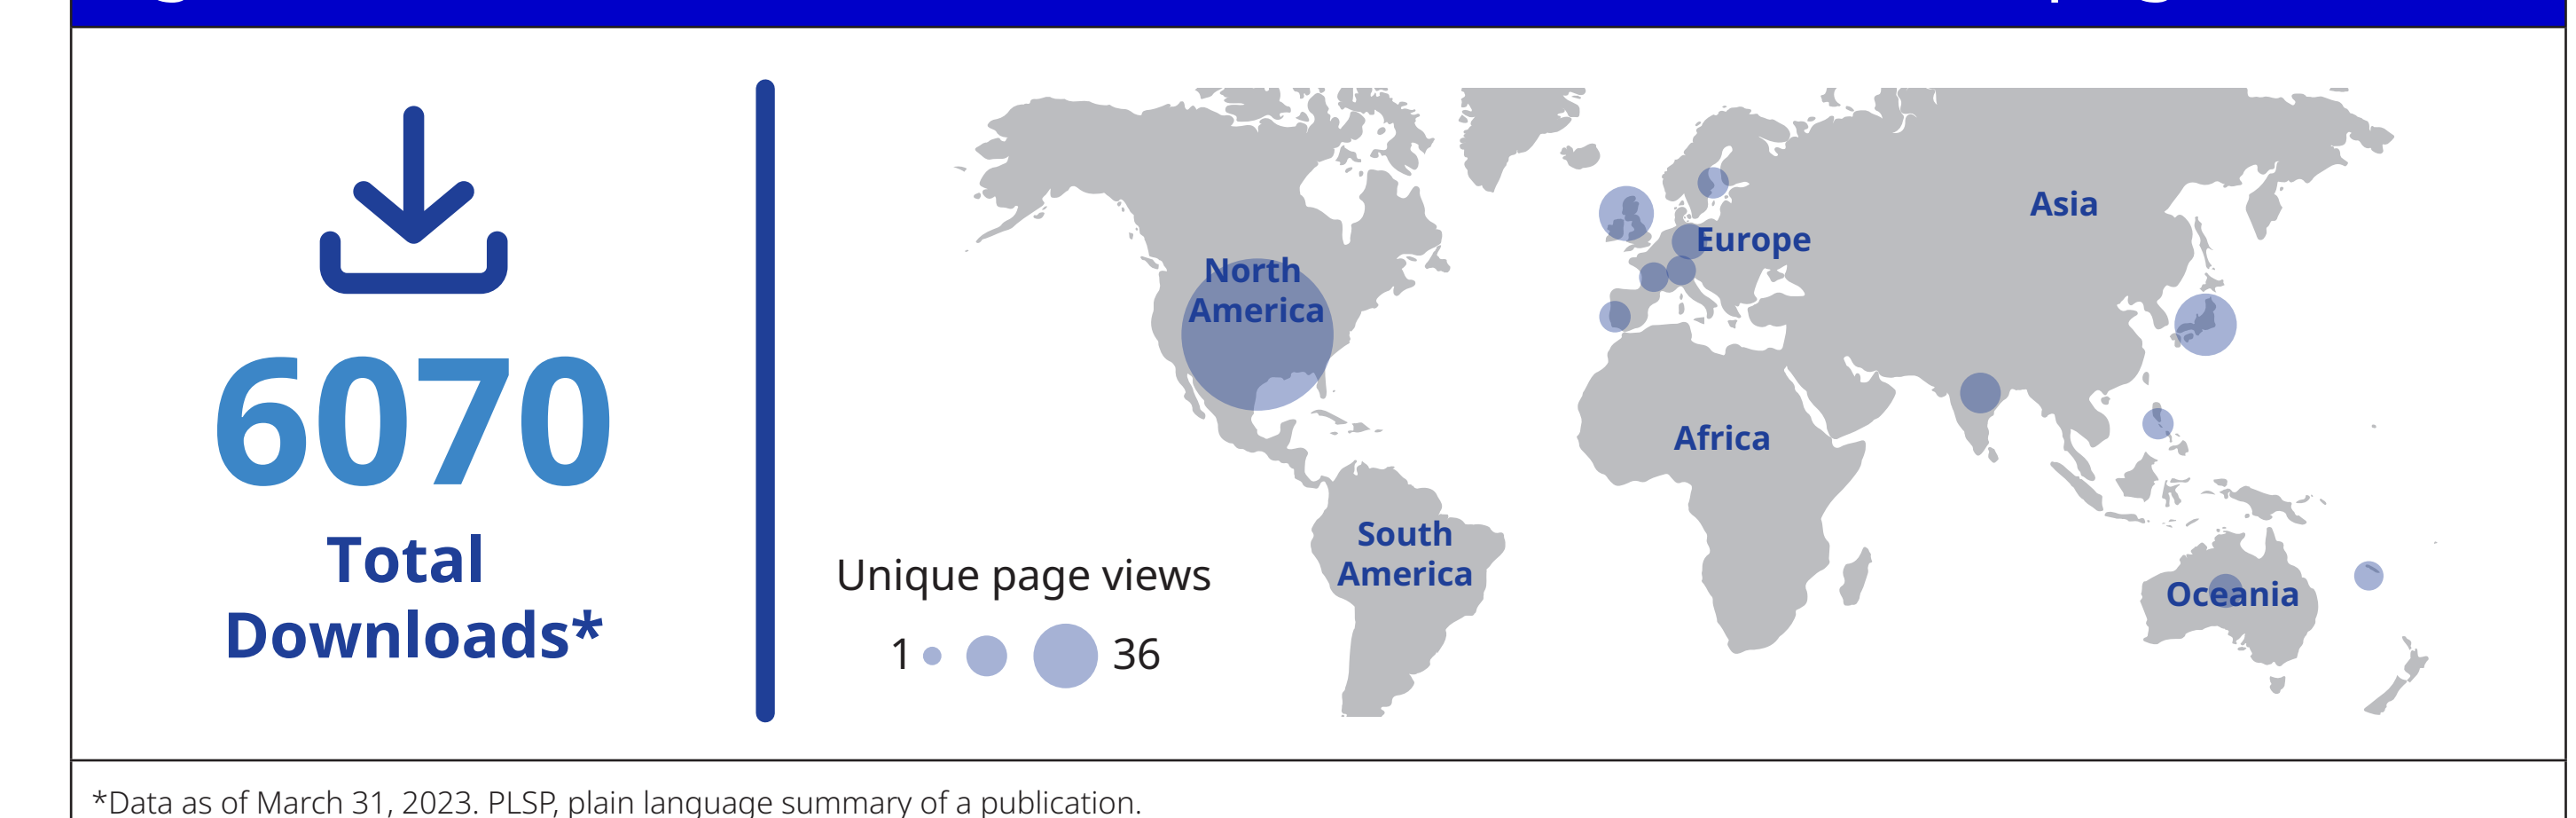 6070
Total
Downloads*
Unique page views
1 36
North
America
South
America
Europe
Africa
Asia
Oceania
*Data as of March 31, 2023. PLSP, plain language summary of a publication.